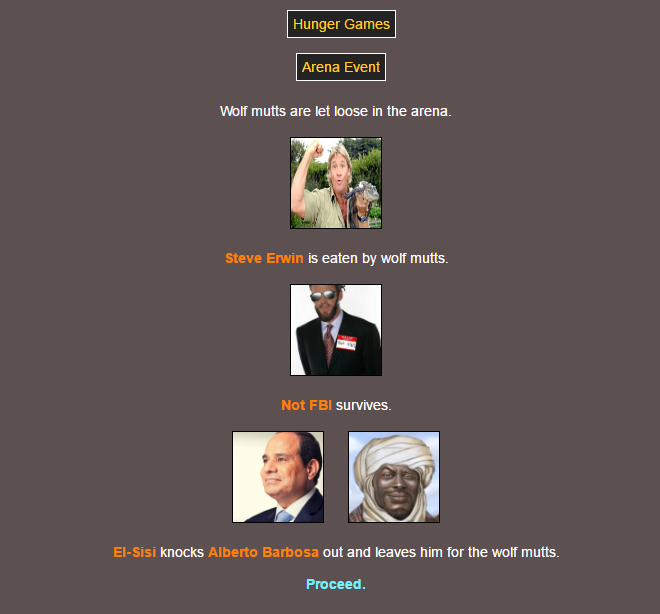 Hunger Games
Arena Event
Wolf mutts are let loose in the arena.
Steve Erwin is eaten by wolf mutts.
Not FBI survives.
El-Sisi knocks Alberto Barbosa out and leaves him for the wolf mutts.
Proceed.